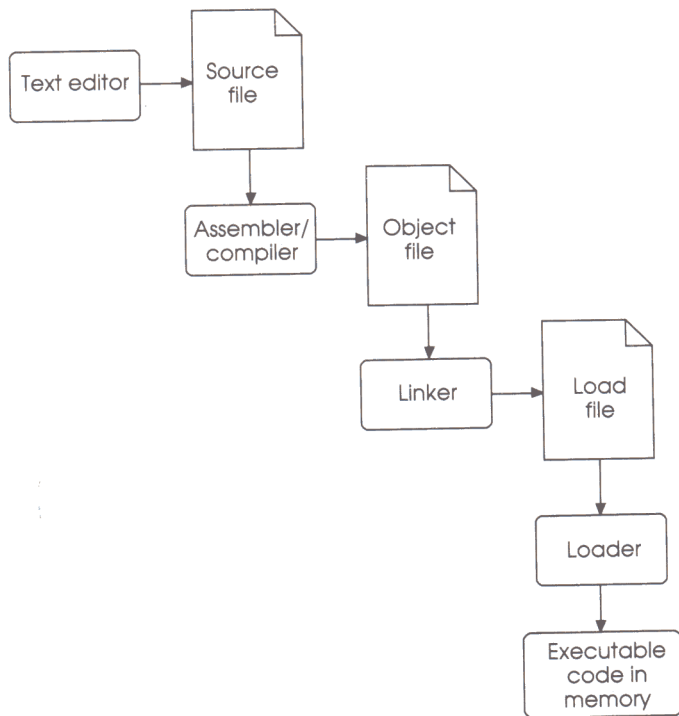 Text editor
Source
file
Assembler/
compiler
Object
file
Linker
Load
file
Loader
Executable
code in
memory